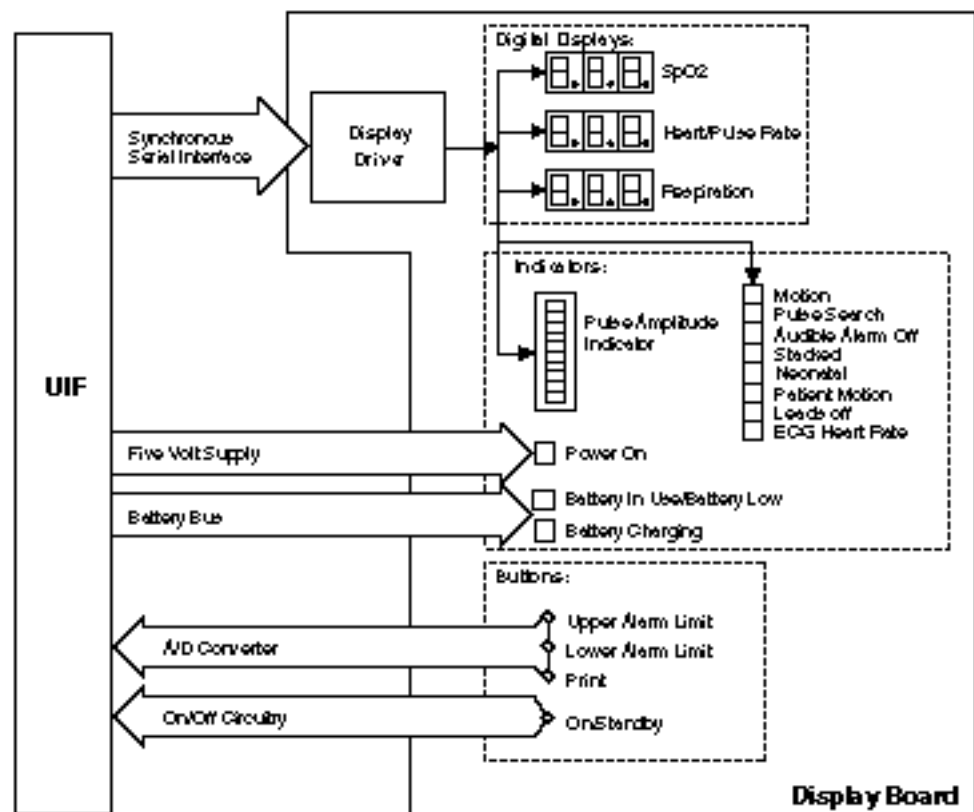 Digital Displays:
SpO2
Synchronous
Serial Interface
Display
Driver
Heart/Pulse Rate
Respiration
Indicators:
Pulse Amplitude
Indicator
Motion
Pulse Search
Audible Alarm Off
Stacked
Neonatal
Patient Motion
Leads off
ECG Heart Rate
UIF
Five Volt Supply
Power On
Battery In Use/Battery Low
Battery Bus
Battery Charging
Buttons:
Upper Alarm Limit
A/D Converter
Lower Alarm Limit
Print
On/Off Circuitry
On/Standby
Display Board